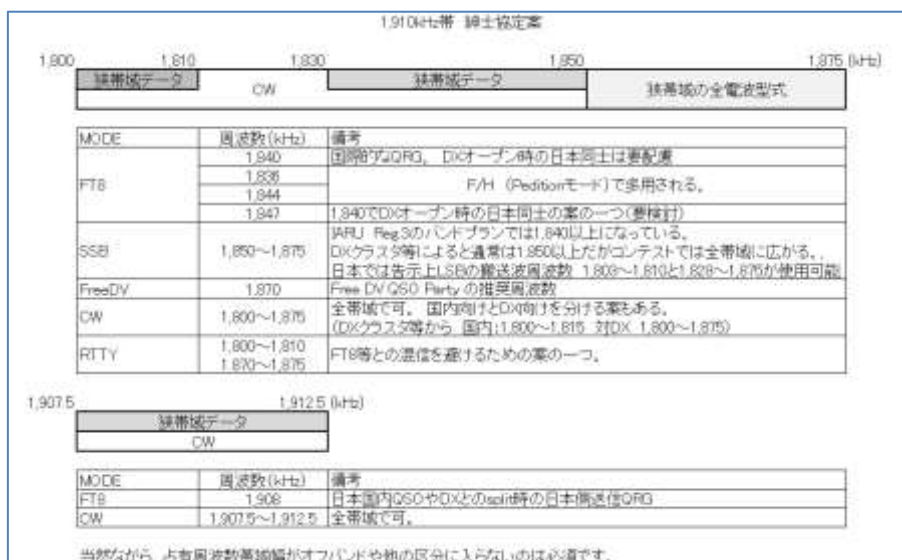 1,910kHz帯 紳士協定案
1,800 1,810 1,830 1,850 1,875 (kHz)
狭帯域データ CW 狭帯域データ 狭帯域の全電波型式
MODE 周波数(kHz) 備考
FT8 1,840 国際的なQRG, DXオープン時の日本同士は要配慮
1,836 F/H (Peditionモード)で多用される。
1,844
1,847 1,840でDXオープン時の日本同士の案の一つ(要検討)
SSB 1,850～1,875 IARU Reg.3のバンドプランでは1,840以上になっている。
DXクラスタ等によると通常は1,850以上だがコンテストでは全帯域に広がる。
日本では告示上LSBの搬送波周波数 1,803～1,810と1,828～1,875が使用可能
FreeDV 1,870 Free DV QSO Party の推奨周波数
CW 1,800～1,875 全帯域で可。 国内向けとDX向けを分ける案もある。
(DXクラスタ等から 国内:1,800～1,815 対DX 1,800～1,875)
RTTY 1,800～1,810 FT8等との混信を避けるための案の一つ。
1.870～1,875
1,907.5 1,912.5 (kHz)
狭帯域データ
CW
MODE 周波数(kHz) 備考
FT8 1,908 日本国内QSOやDXとのsplit時の日本側送信QRG
CW 1,907.5～1,912.5 全帯域で可。
当然ながら、占有周波数帯域幅がオフバンドや他の区分に入らないのは必須です。